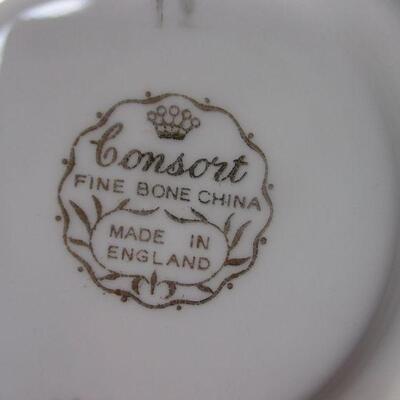 Consort
FINE BONE CHINA
MADE IN
ENGLAND